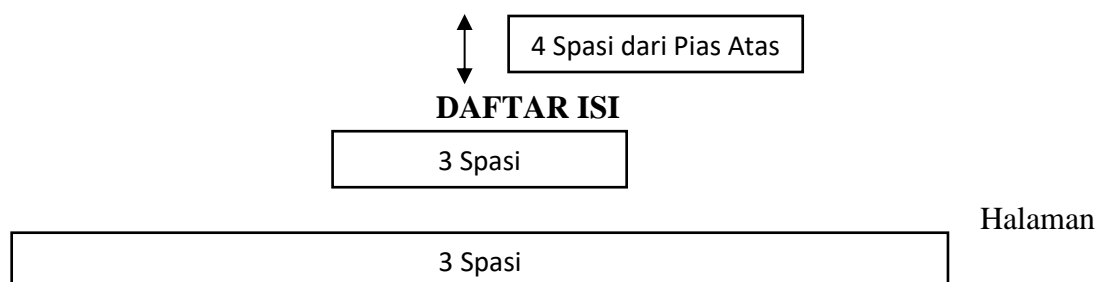 4 Spasi dari Pias Atas
DAFTAR ISI
3 Spasi
Halaman
3 Spasi